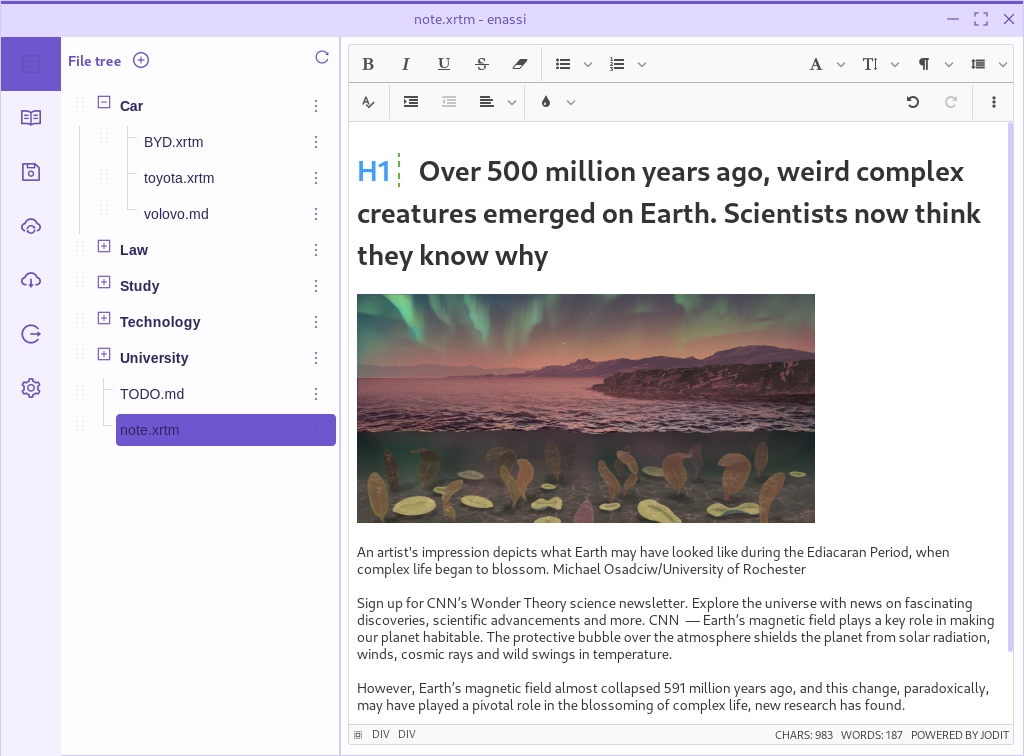 note.xrtm - enassi
File tree
Car
BYD.xrtm
toyota.xrtm
volovo.md
Law
Study
Technology
University
TODO.md
note.xrtm
B I U S
A T
H1 Over 500 million years ago, weird complex
creatures emerged on Earth. Scientists now think
they know why
An artist's impression depicts what Earth may have looked like during the Ediacaran Period, when
complex life began to blossom. Michael Osadciw/University of Rochester
Sign up for CNN’s Wonder Theory science newsletter. Explore the universe with news on fascinating
discoveries, scientific advancements and more. CNN — Earth’s magnetic field plays a key role in making
our planet habitable. The protective bubble over the atmosphere shields the planet from solar radiation,
winds, cosmic rays and wild swings in temperature.
However, Earth’s magnetic field almost collapsed 591 million years ago, and this change, paradoxically,
may have played a pivotal role in the blossoming of complex life, new research has found.
DIV DIV CHARS: 983 WORDS: 187 POWERED BY JODIT